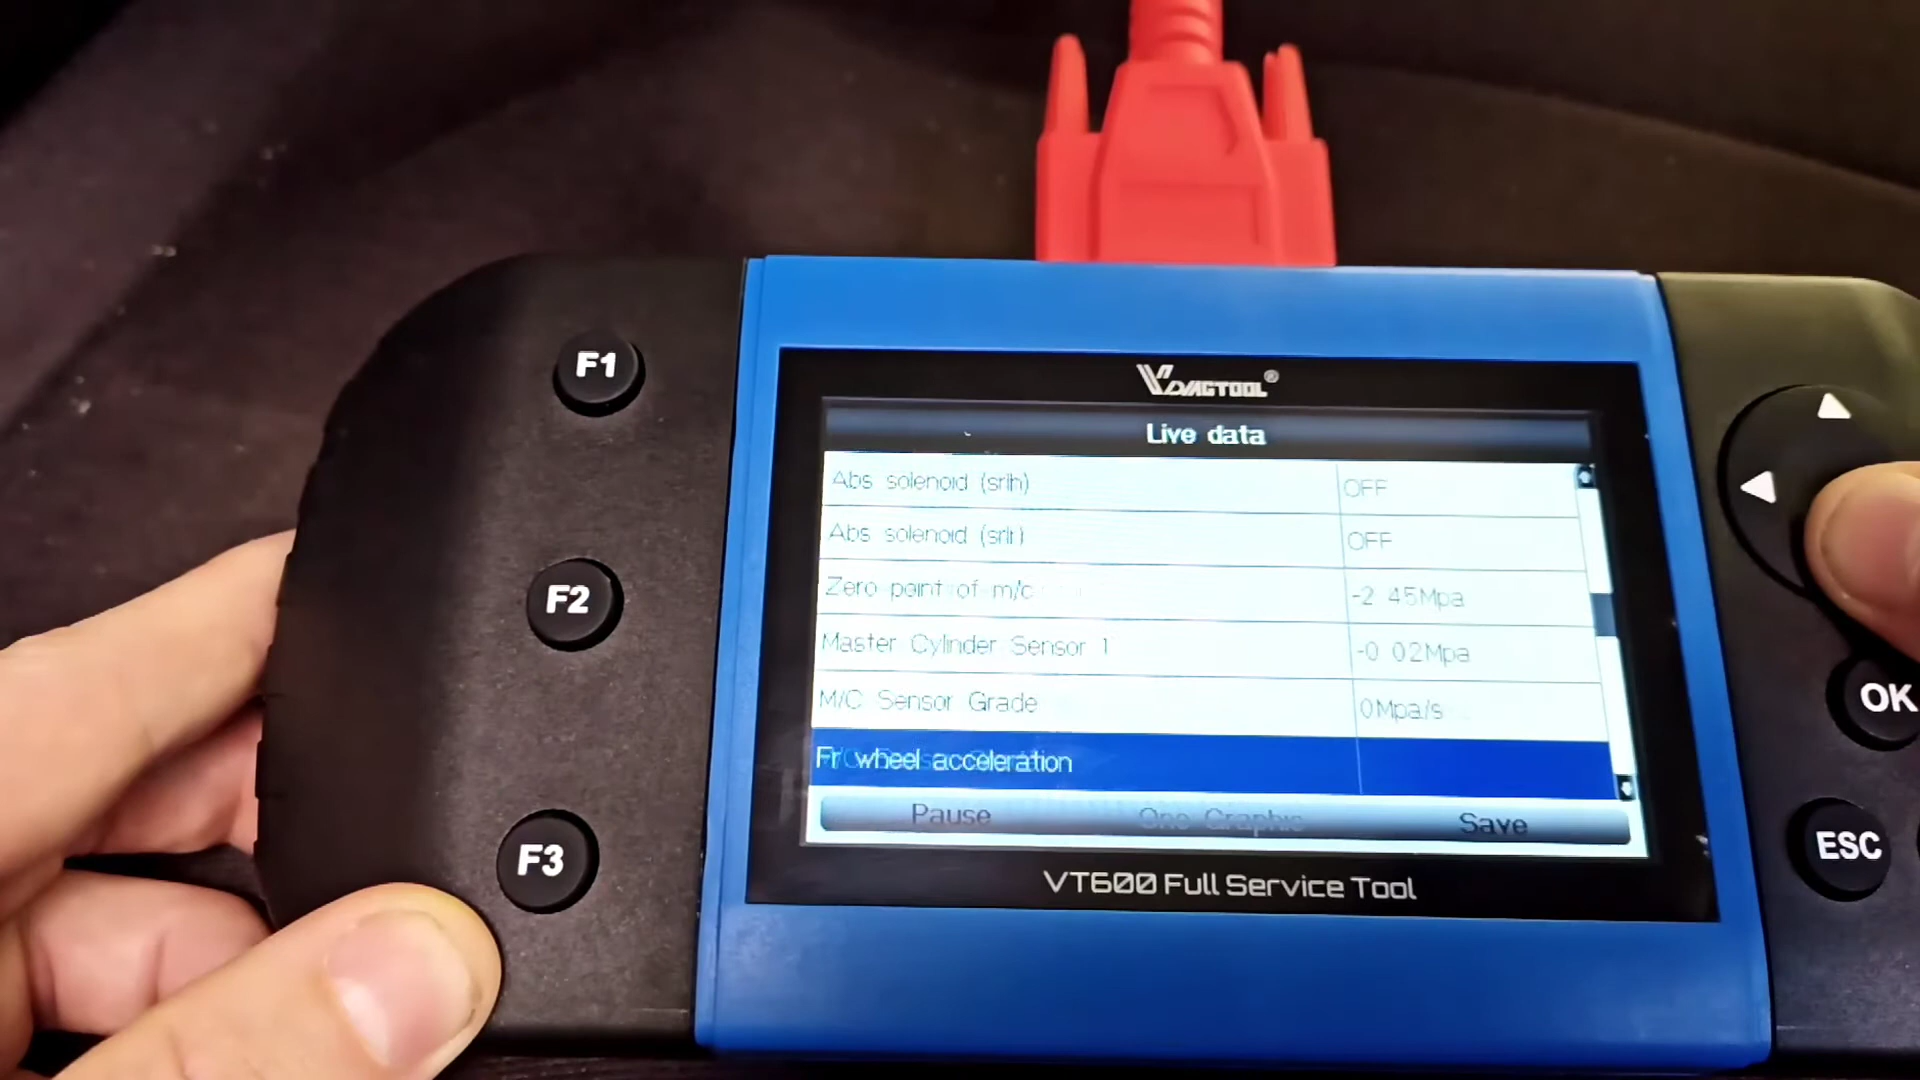 F1
F2
F3
VDIAGTOOL®
Live data
Abs solenoid (srlh) OFF
Abs solenoid (srlr) OFF
Zero point of m/c -2 45Mpa
Master Cylinder Sensor 1 -0 02Mpa
M/C Sensor Grade 0Mpa/s
Fr wheel acceleration
Pause One Graphic Save
VT600 Full Service Tool
OK
ESC